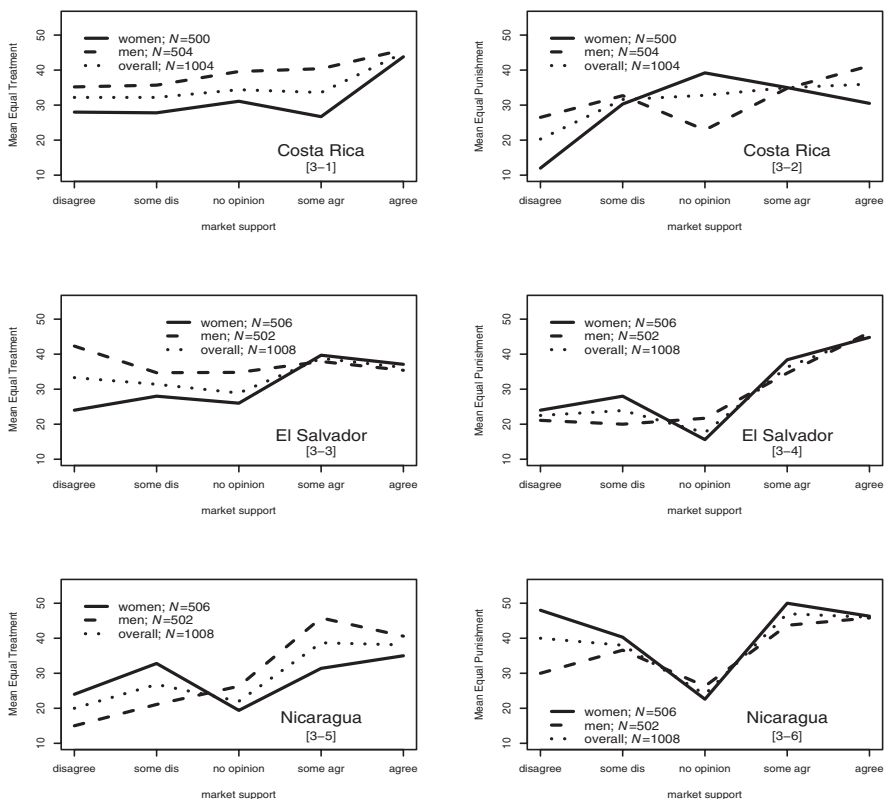 Mean Equal Treatment
50
40
30
20
10
women; N=500
men; N=504
overall; N=1004
Costa Rica
[3–1]
disagree some dis no opinion some agr agree
market support
Mean Equal Punishment
50
40
30
20
10
women; N=500
men; N=504
overall; N=1004
Costa Rica
[3–2]
disagree some dis no opinion some agr agree
market support
Mean Equal Treatment
50
40
30
20
10
women; N=506
men; N=502
overall; N=1008
El Salvador
[3–3]
disagree some dis no opinion some agr agree
market support
Mean Equal Punishment
50
40
30
20
10
women; N=506
men; N=502
overall; N=1008
El Salvador
[3–4]
disagree some dis no opinion some agr agree
market support
Mean Equal Treatment
50
40
30
20
10
women; N=506
men; N=502
overall; N=1008
Nicaragua
[3–5]
disagree some dis no opinion some agr agree
market support
Mean Equal Punishment
50
40
30
20
10
women; N=506
men; N=502
overall; N=1008
Nicaragua
[3–6]
disagree some dis no opinion some agr agree
market support